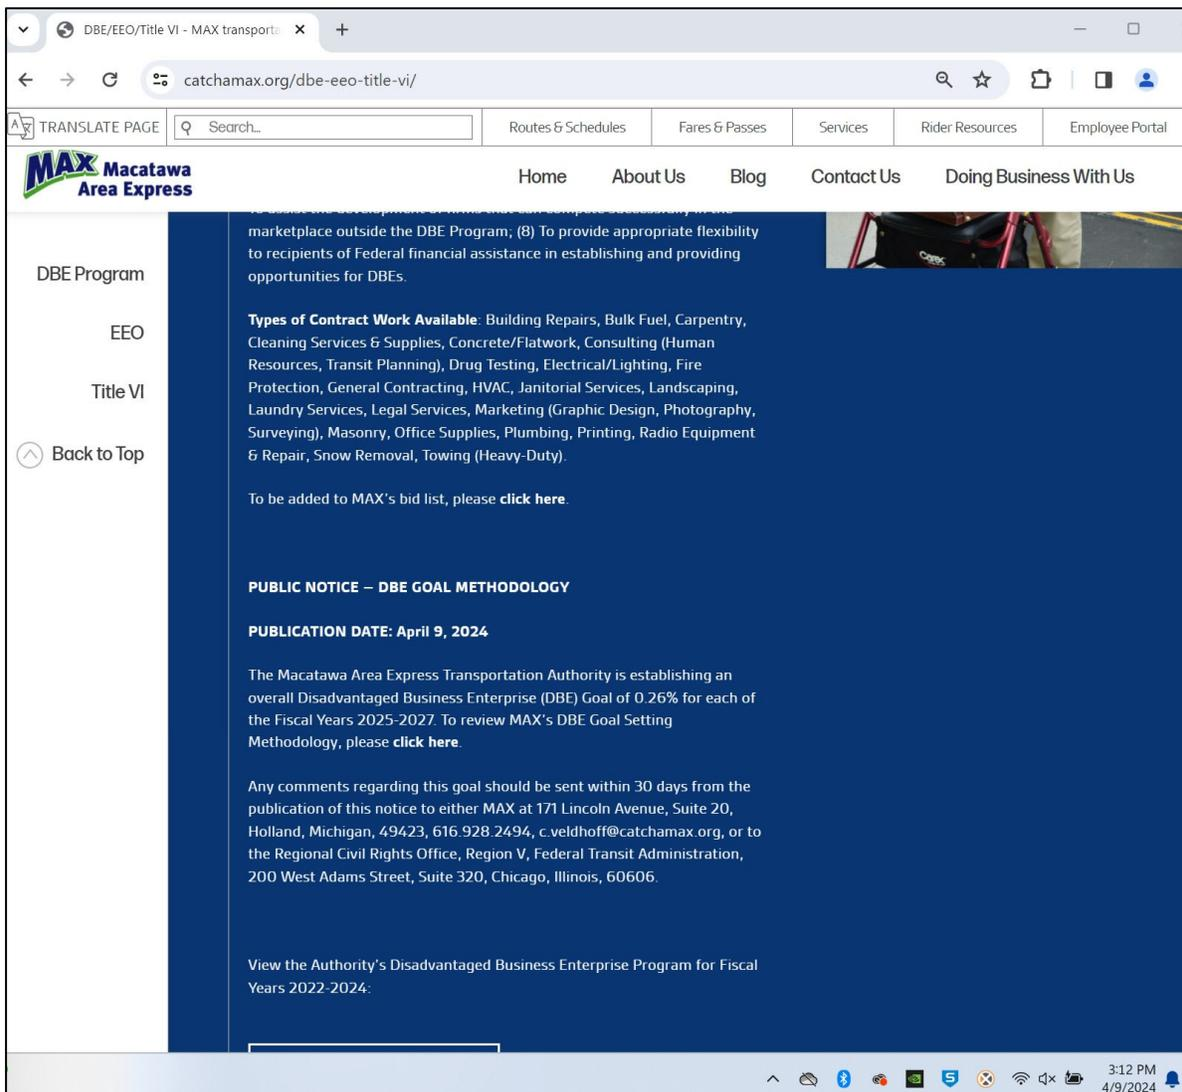 DBE/EEO/Title VI - MAX transporta
catchamax.org/dbe-eeo-title-vi/
TRANSLATE PAGE
Search...
Routes & Schedules
Fares & Passes
Services
Rider Resources
Employee Portal
MAX Macatawa
Area Express
Home
About Us
Blog
Contact Us
Doing Business With Us
DBE Program
EEO
Title VI
Back to Top
To assist the development of firms that can compete successfully in the
marketplace outside the DBE Program; (8) To provide appropriate flexibility
to recipients of Federal financial assistance in establishing and providing
opportunities for DBEs.
Types of Contract Work Available: Building Repairs, Bulk Fuel, Carpentry,
Cleaning Services & Supplies, Concrete/Flatwork, Consulting (Human
Resources, Transit Planning), Drug Testing, Electrical/Lighting, Fire
Protection, General Contracting, HVAC, Janitorial Services, Landscaping,
Laundry Services, Legal Services, Marketing (Graphic Design, Photography,
Surveying), Masonry, Office Supplies, Plumbing, Printing, Radio Equipment
& Repair, Snow Removal, Towing (Heavy-Duty).
To be added to MAX's bid list, please click here.
PUBLIC NOTICE – DBE GOAL METHODOLOGY
PUBLICATION DATE: April 9, 2024
The Macatawa Area Express Transportation Authority is establishing an
overall Disadvantaged Business Enterprise (DBE) Goal of 0.26% for each of
the Fiscal Years 2025-2027. To review MAX's DBE Goal Setting
Methodology, please click here.
Any comments regarding this goal should be sent within 30 days from the
publication of this notice to either MAX at 171 Lincoln Avenue, Suite 20,
Holland, Michigan, 49423, 616.928.2494, c.veldhoff@catchamax.org, or to
the Regional Civil Rights Office, Region V, Federal Transit Administration,
200 West Adams Street, Suite 320, Chicago, Illinois, 60606.
View the Authority's Disadvantaged Business Enterprise Program for Fiscal
Years 2022-2024:
Carex
3:12 PM
4/9/2024